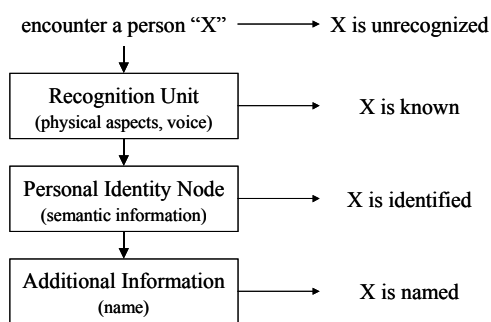 encounter a person “X”
X is unrecognized
Recognition Unit
(physical aspects, voice)
X is known
Personal Identity Node
(semantic information)
X is identified
Additional Information
(name)
X is named